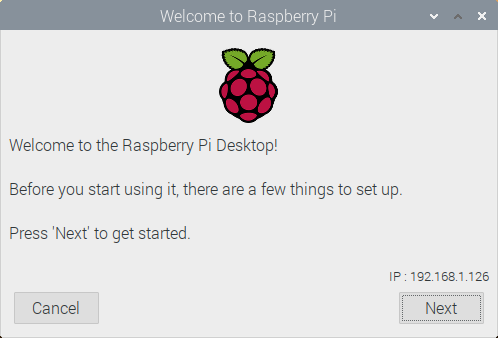 Welcome to Raspberry Pi
Welcome to the Raspberry Pi Desktop!
Before you start using it, there are a few things to set up.
Press 'Next' to get started.
IP : 192.168.1.126
Cancel
Next